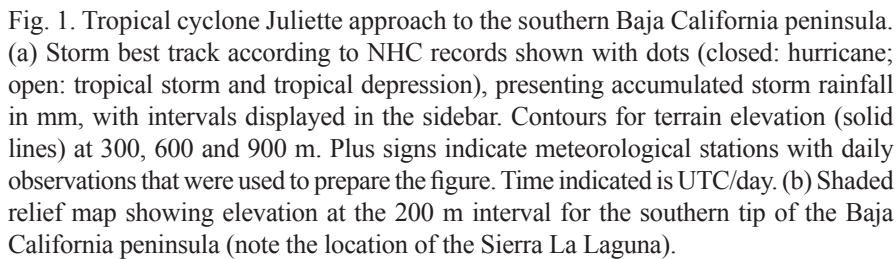 Fig. 1. Tropical cyclone Juliette approach to the southern Baja California peninsula.
(a) Storm best track according to NHC records shown with dots (closed: hurricane;
open: tropical storm and tropical depression), presenting accumulated storm rainfall
in mm, with intervals displayed in the sidebar. Contours for terrain elevation (solid
lines) at 300, 600 and 900 m. Plus signs indicate meteorological stations with daily
observations that were used to prepare the figure. Time indicated is UTC/day. (b) Shaded
relief map showing elevation at the 200 m interval for the southern tip of the Baja
California peninsula (note the location of the Sierra La Laguna).